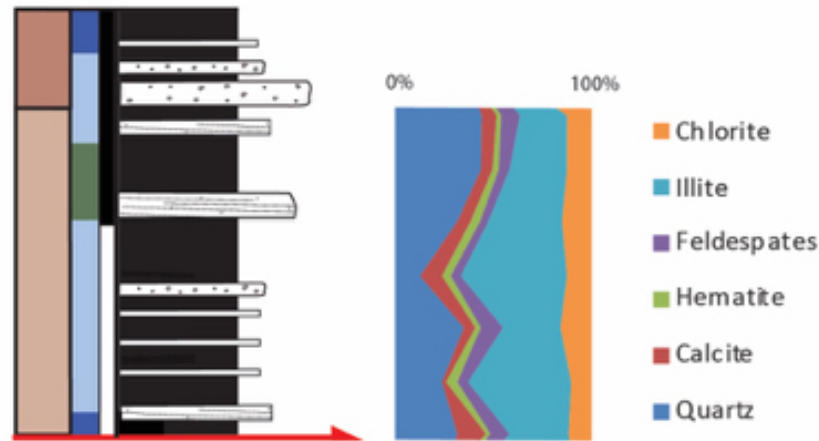 0% 100%
Chlorite
Illite
Feldespates
Hematite
Calcite
Quartz